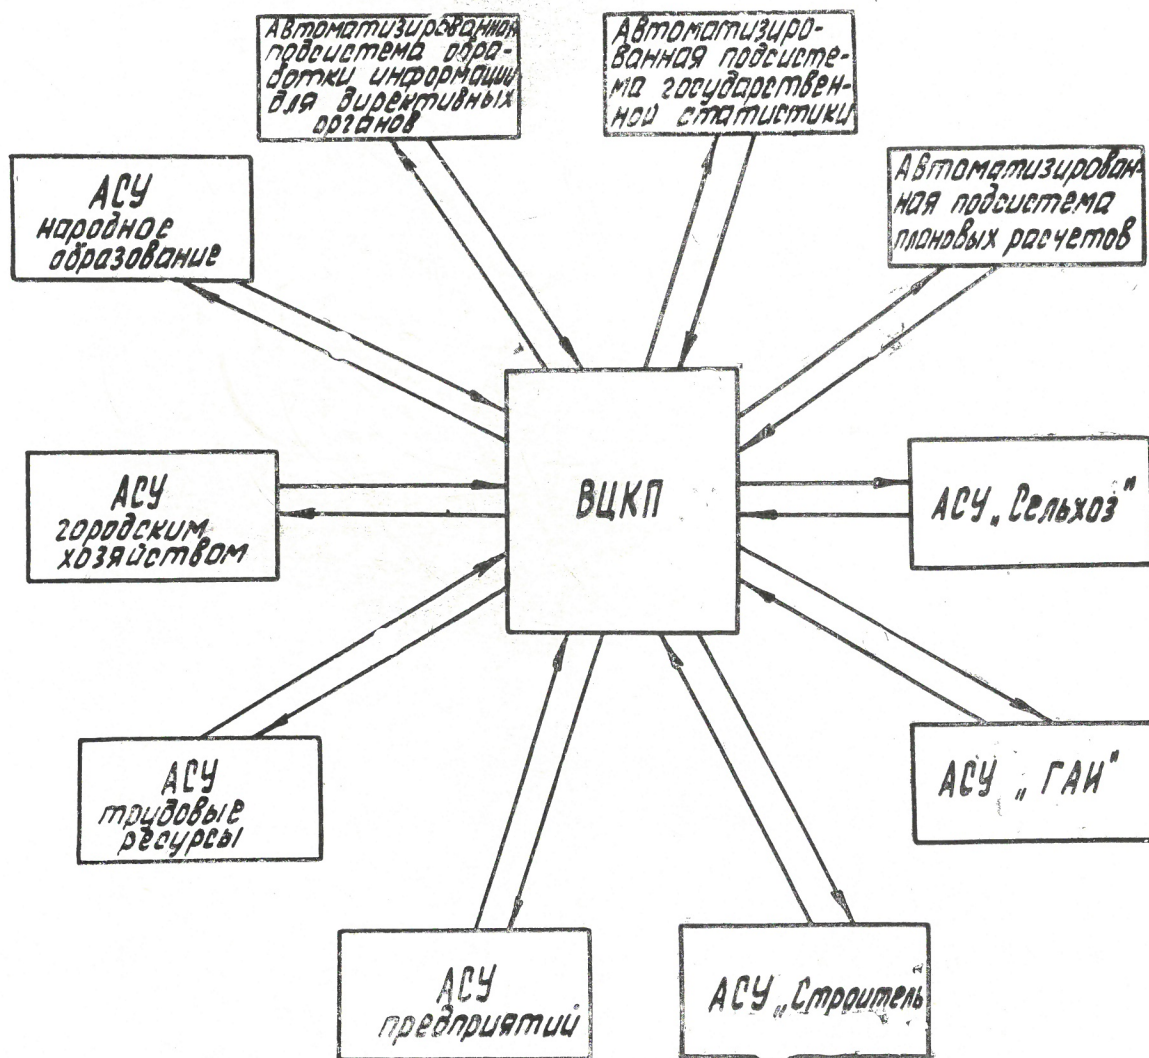 Автоматизированная
подсистема обра-
ботки информации
для директивных
органов
Автоматизиро-
ванная подсисте-
ма государствен-
ной статистики
Автоматизирован-
ная подсистема
плановых расчетов
АСУ
народное
образование
АСУ
городским
хозяйством
ВЦКП
АСУ „Сельхоз"
АСУ
трудовые
ресурсы
АСУ „ГАИ"
АСУ
предприятий
АСУ „Строитель"